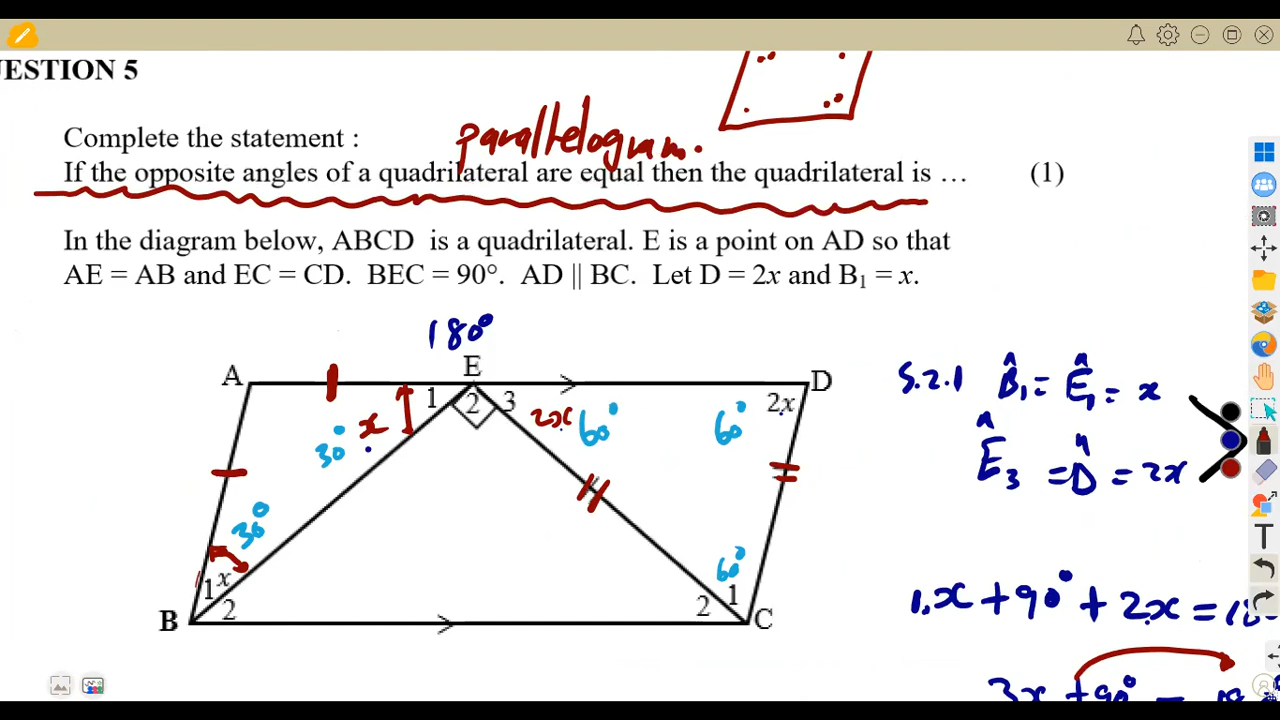 UESTION 5
parallelogram.
Complete the statement :
If the opposite angles of a quadrilateral are equal then the quadrilateral is … (1)
In the diagram below, ABCD is a quadrilateral. E is a point on AD so that
AE = AB and EC = CD. BEC = 90°. AD || BC. Let D = 2x and B₁ = x.
180°
A E D
1 2 3 2x
x 30° 2x 60° 60°
30° 60°
1 x 2 1
B 2 C
5.2.1 B̂₁ = Ê₁ = x
Ê₃ = D̂ = 2x
1.x + 90° + 2x = 18
3x + 90° =
T